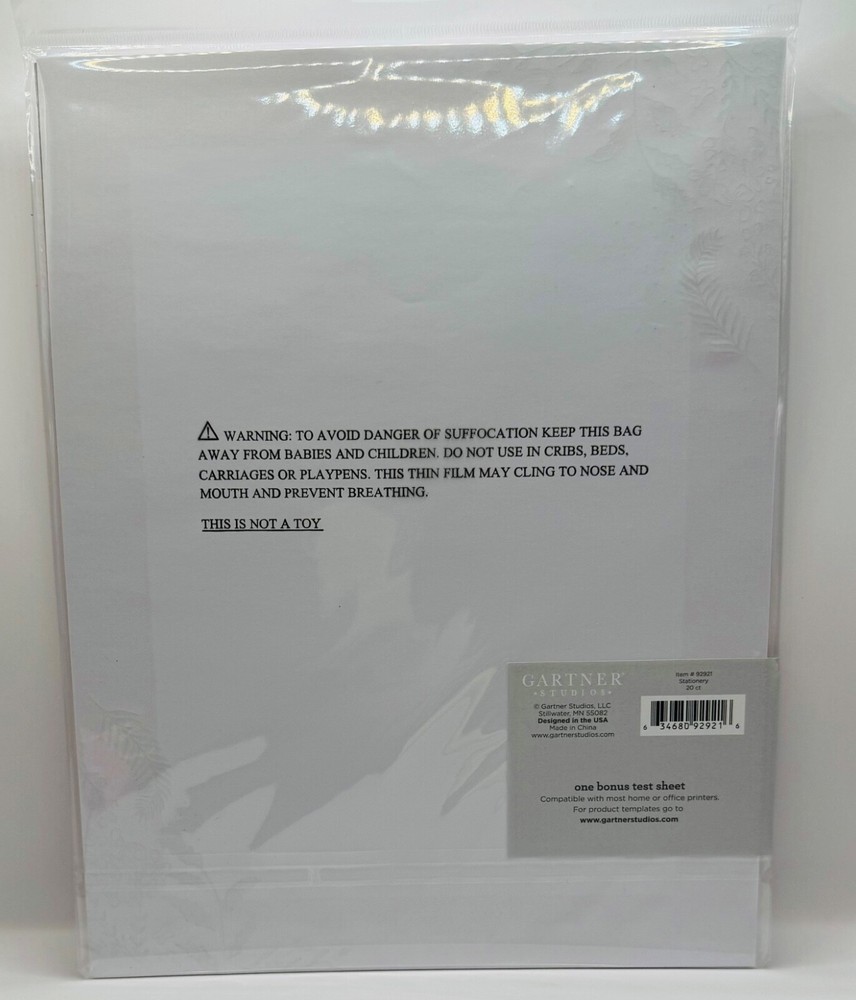 ⚠ WARNING: TO AVOID DANGER OF SUFFOCATION KEEP THIS BAG
AWAY FROM BABIES AND CHILDREN. DO NOT USE IN CRIBS, BEDS,
CARRIAGES OR PLAYPENS. THIS THIN FILM MAY CLING TO NOSE AND
MOUTH AND PREVENT BREATHING.
THIS IS NOT A TOY
GARTNER®
•STUDIOS•
© Gartner Studios, LLC
Stillwater, MN 55082
Designed in the USA
Made in China
www.gartnerstudios.com
Item # 92921
Stationery
20 ct
6 34680 92921 6
one bonus test sheet
Compatible with most home or office printers.
For product templates go to
www.gartnerstudios.com